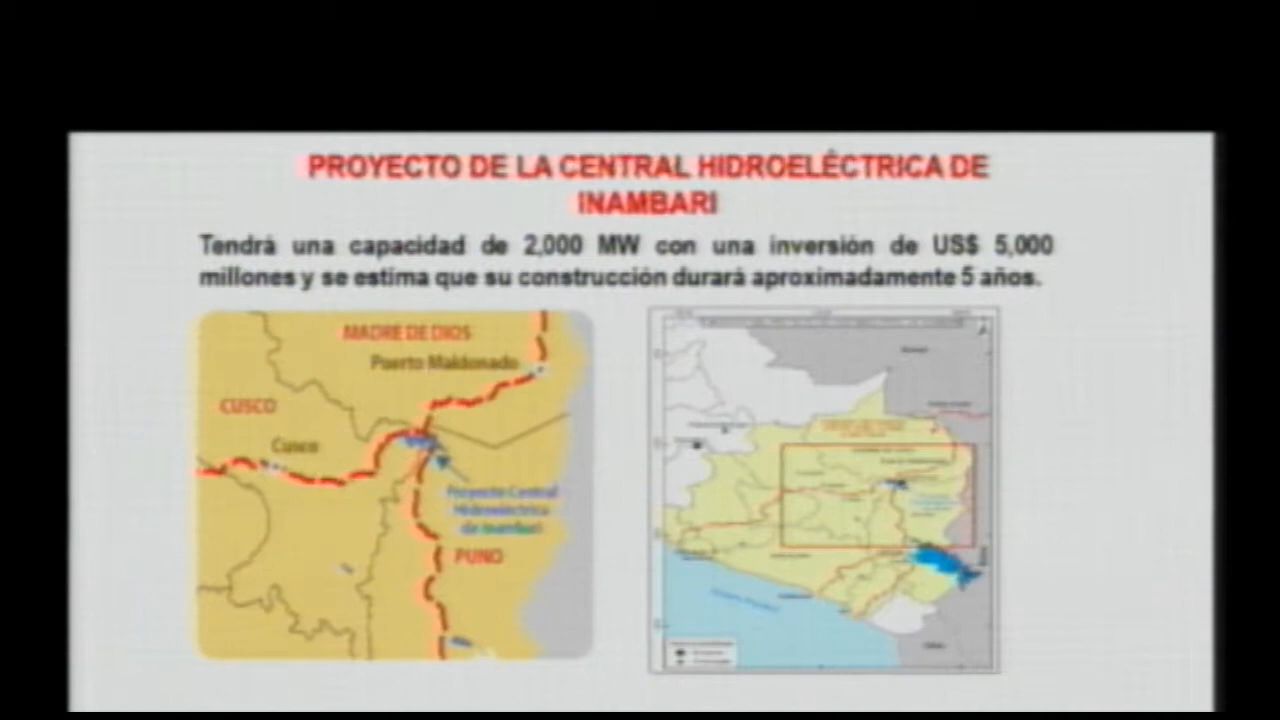 PROYECTO DE LA CENTRAL HIDROELÉCTRICA DE
INAMBARI
Tendrá una capacidad de 2,000 MW con una inversión de US$ 5,000
millones y se estima que su construcción durará aproximadamente 5 años.
MADRE DE DIOS
Puerto Maldonado
CUSCO
Cusco
Proyecto Central
Hidroeléctrica
de Inambari
PUNO